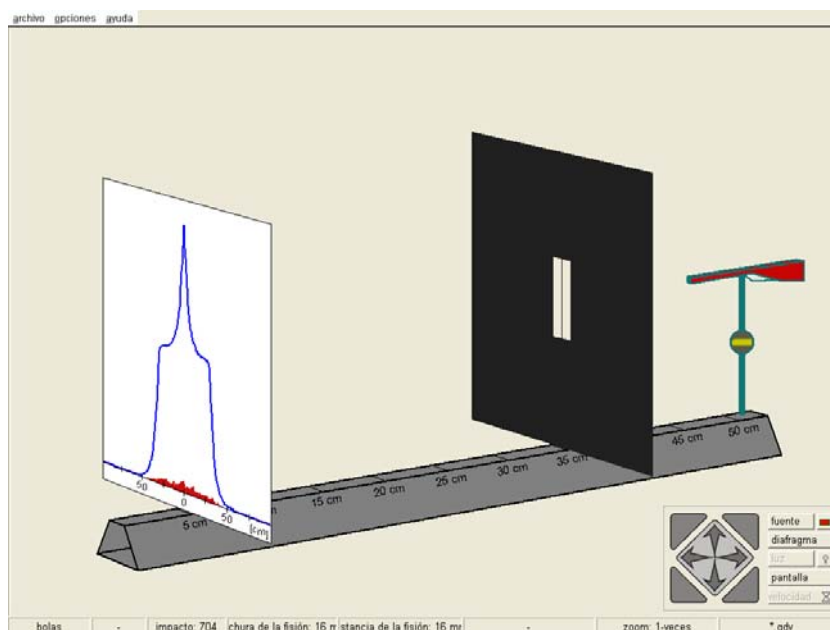 archivo opciones ayuda
50 0 50 [cm]
5 cm 15 cm 20 cm 25 cm 30 cm 35 cm 45 cm 50 cm
fuente
diafragma
luz
pantalla
velocidad
bolas - impacto: 704 chura de la fisión: 16 m stancia de la fisión: 16 mm - zoom: 1-veces * qdv